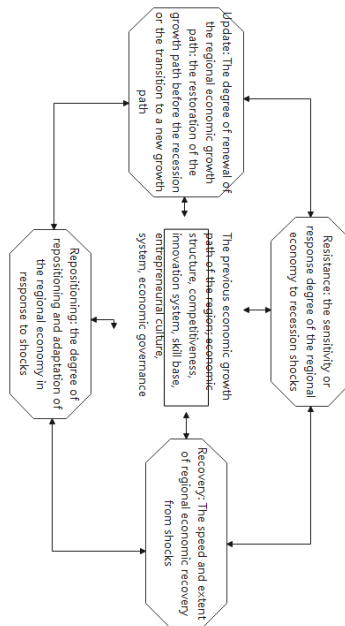 Resistance: the sensitivity or
response degree of the regional
economy to recession shocks
Update: The degree of renewal of
the regional economic growth
path: the restoration of the
growth path before the recession
or the transition to a new growth
path
The previous economic growth
path of the region; economic
structure, competitiveness,
innovation system, skill base,
entrepreneurial culture,
system, economic governance
Recovery: The speed and extent
of regional economic recovery
from shocks
Repositioning: the degree of
repositioning and adaptation of
the regional economy in
response to shocks